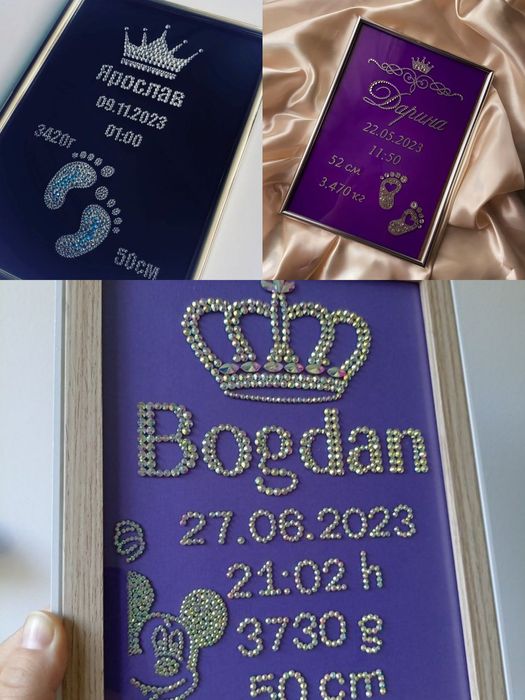 Ярослав
09.11.2023
01:00
3420г
50см
Дарина
22.05.2023
11:50
52 см
3.470 кг
Bogdan
27.06.2023
21:02 h
3730 g
50 cm